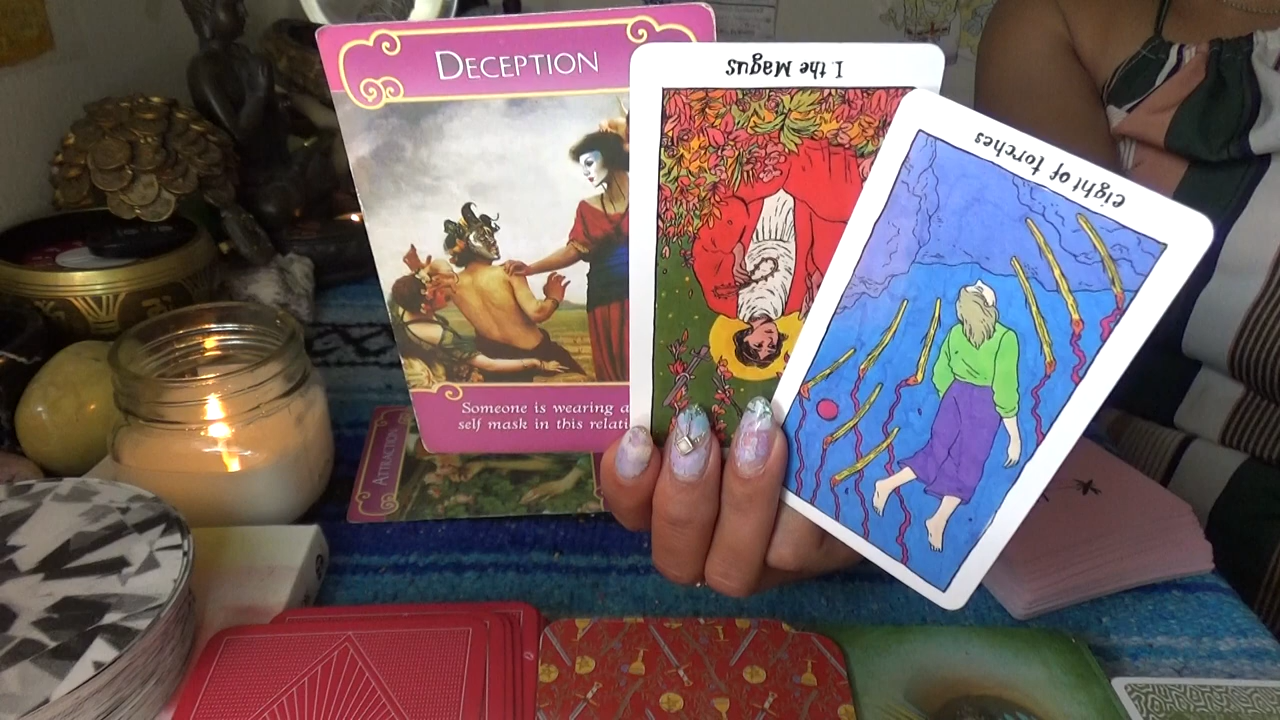 DECEPTION
Someone is wearing a
self mask in this relati
I. the Magus
eight of torches
ATTRACTION